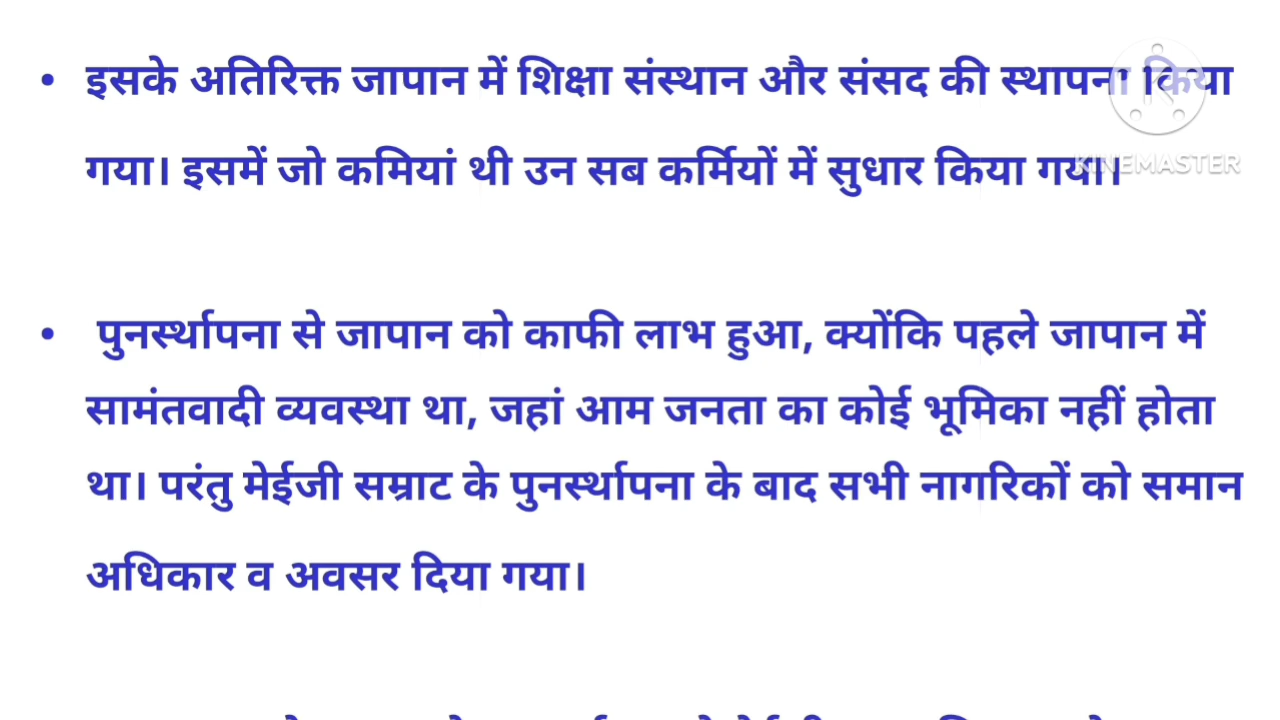 • इसके अतिरिक्त जापान में शिक्षा संस्थान और संसद की स्थापना किया
गया। इसमें जो कमियां थी उन सब कर्मियों में सुधार किया गया।
KINEMASTER
• पुनर्स्थापना से जापान को काफी लाभ हुआ, क्योंकि पहले जापान में
सामंतवादी व्यवस्था था, जहां आम जनता का कोई भूमिका नहीं होता
था। परंतु मेईजी सम्राट के पुनर्स्थापना के बाद सभी नागरिकों को समान
अधिकार व अवसर दिया गया।